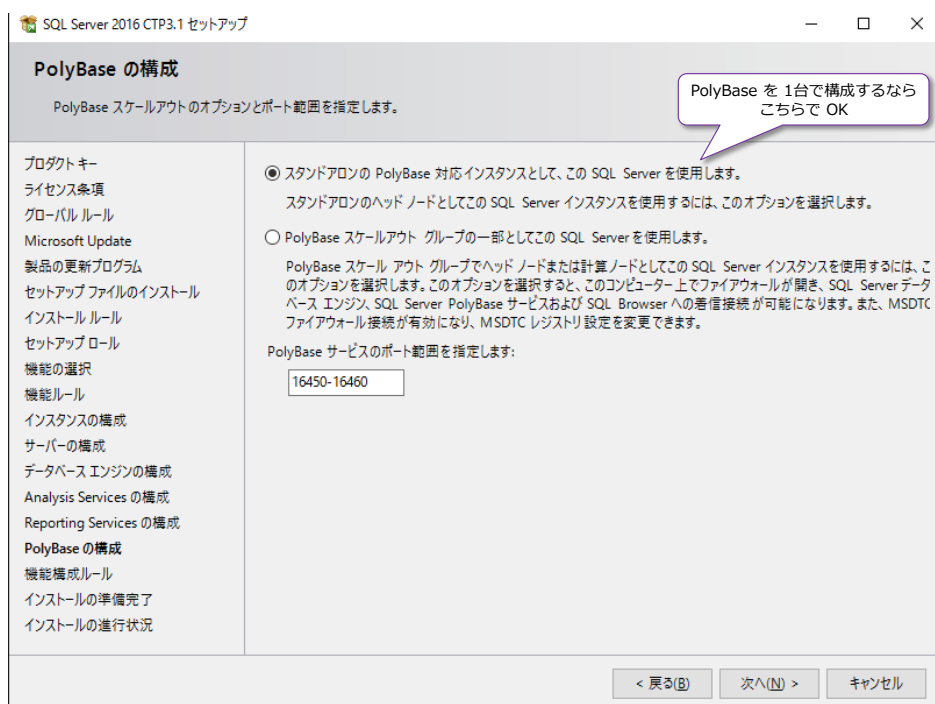 SQL Server 2016 CTP3.1 セットアップ
PolyBase の構成
PolyBase スケールアウト のオプションとポート範囲を指定します。
PolyBase を 1台で構成するなら
こちらで OK
プロダクト キー
ライセンス条項
グローバル ルール
Microsoft Update
製品の更新プログラム
セットアップ ファイルのインストール
インストール ルール
セットアップ ロール
機能の選択
機能ルール
インスタンスの構成
サーバーの構成
データベース エンジンの構成
Analysis Services の構成
Reporting Services の構成
PolyBase の構成
機能構成ルール
インストールの準備完了
インストールの進行状況
スタンドアロンの PolyBase 対応インスタンスとして、この SQL Server を使用します。
スタンドアロンのヘッド ノードとしてこの SQL Server インスタンスを使用するには、このオプションを選択します。
PolyBase スケールアウト グループの一部としてこの SQL Server を使用します。
PolyBase スケール アウト グループでヘッド ノードまたは計算ノードとしてこの SQL Server インスタンスを使用するには、こ
のオプションを選択します。このオプションを選択すると、このコンピューター上でファイアウォールが開き、SQL Server データ
ベース エンジン、SQL Server PolyBase サービスおよび SQL Browser への着信接続が可能になります。また、MSDTC
ファイアウォール接続が有効になり、MSDTC レジストリ設定を変更できます。
PolyBase サービスのポート範囲を指定します:
16450-16460
< 戻る(B)
次へ(N) >
キャンセル